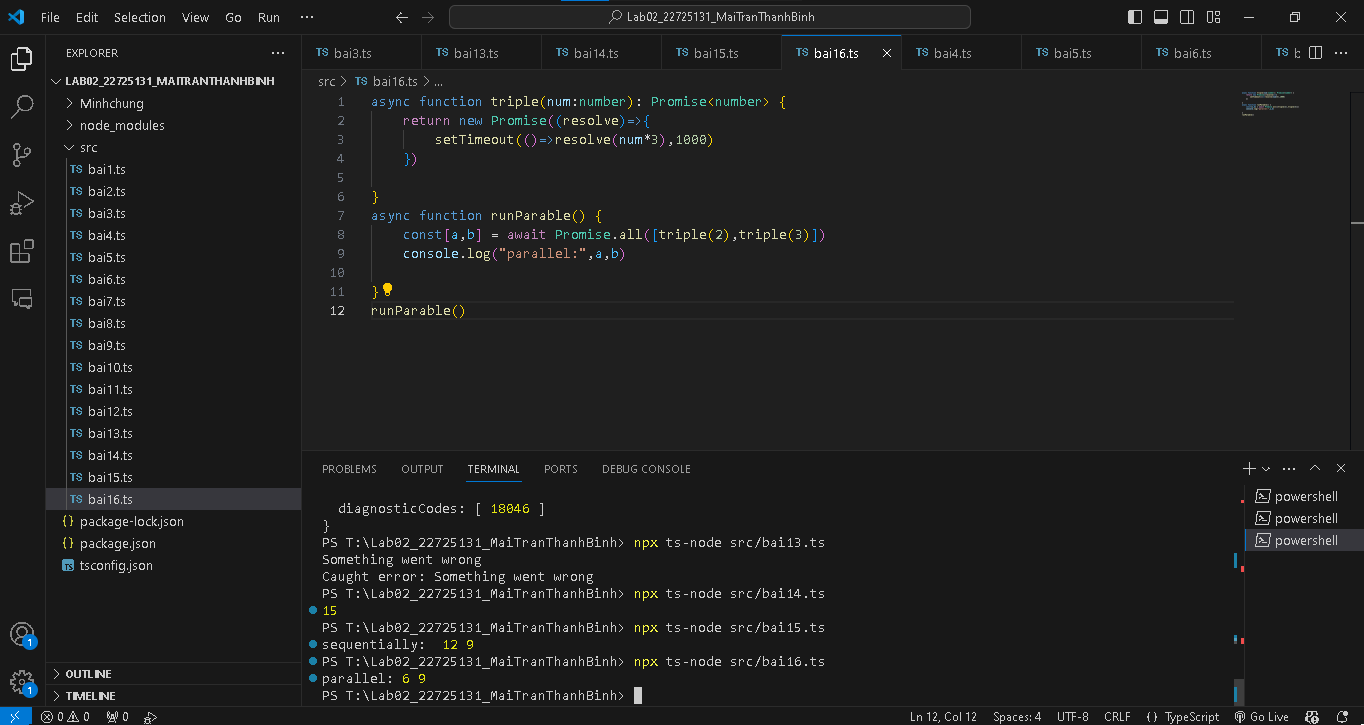 File Edit Selection View Go Run ···
Lab02_22725131_MaiTranThanhBinh
EXPLORER ···
LAB02_22725131_MAITRANTHANHBINH
Minhchung
node_modules
src
TS bai1.ts
TS bai2.ts
TS bai3.ts
TS bai4.ts
TS bai5.ts
TS bai6.ts
TS bai7.ts
TS bai8.ts
TS bai9.ts
TS bai10.ts
TS bai11.ts
TS bai12.ts
TS bai13.ts
TS bai14.ts
TS bai15.ts
TS bai16.ts
{} package-lock.json
{} package.json
TS tsconfig.json
OUTLINE
TIMELINE
1
1
TS bai3.ts TS bai13.ts TS bai14.ts TS bai15.ts TS bai16.ts TS bai4.ts TS bai5.ts TS bai6.ts TS b
src > TS bai16.ts > ...
1 async function triple(num:number): Promise<number> {
2 return new Promise((resolve)=>{
3 setTimeout(()=>resolve(num*3),1000)
4 })
5
6 }
7 async function runParable() {
8 const[a,b] = await Promise.all([triple(2),triple(3)])
9 console.log("parallel:",a,b)
10
11 }
12 runParable()
PROBLEMS OUTPUT TERMINAL PORTS DEBUG CONSOLE
diagnosticCodes: [ 18046 ]
}
PS T:\Lab02_22725131_MaiTranThanhBinh> npx ts-node src/bai13.ts
Something went wrong
Caught error: Something went wrong
PS T:\Lab02_22725131_MaiTranThanhBinh> npx ts-node src/bai14.ts
15
PS T:\Lab02_22725131_MaiTranThanhBinh> npx ts-node src/bai15.ts
sequentially:  12 9
PS T:\Lab02_22725131_MaiTranThanhBinh> npx ts-node src/bai16.ts
parallel: 6 9
PS T:\Lab02_22725131_MaiTranThanhBinh>
powershell
powershell
powershell
0 0 0 Ln 12, Col 12 Spaces: 4 UTF-8 CRLF {} TypeScript Go Live